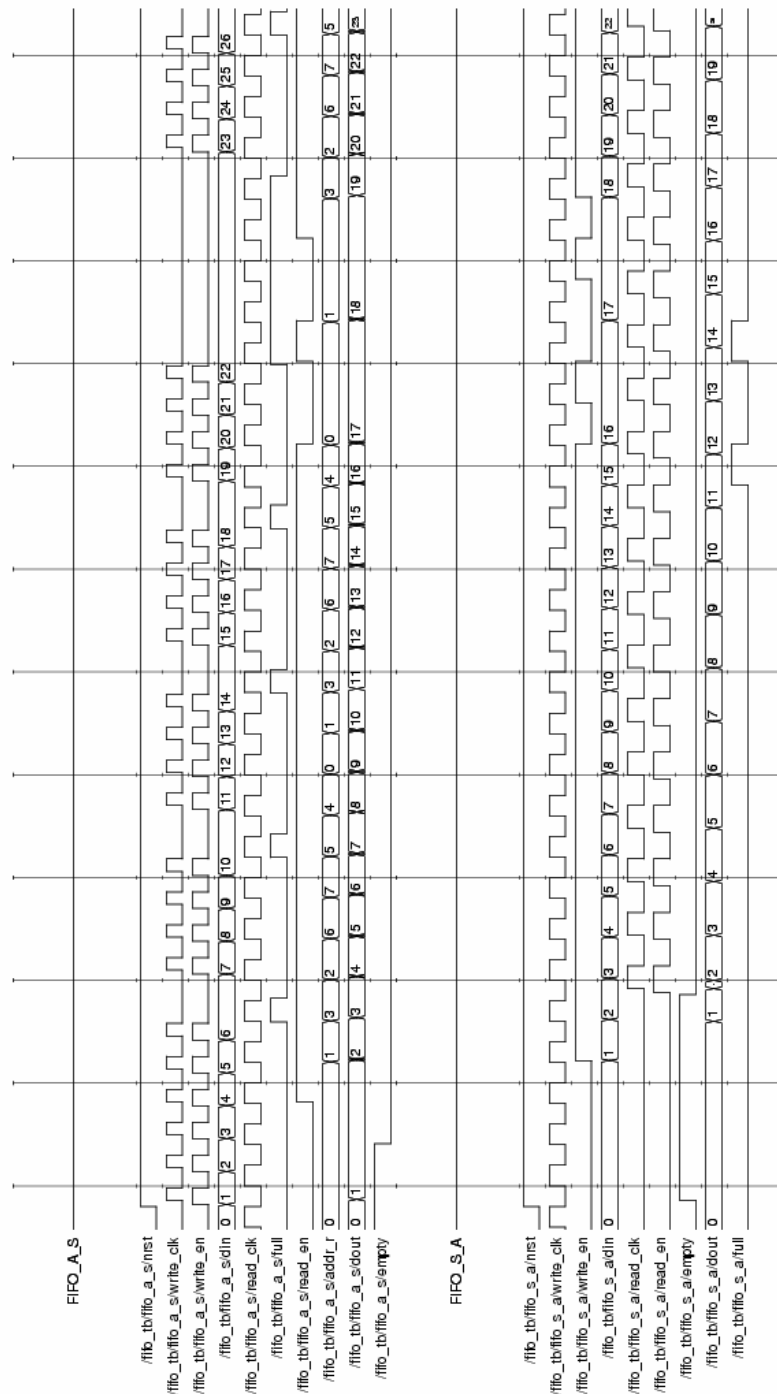 FIFO_A_S
/fifo_tb/fifo_a_s/nrst
/fifo_tb/fifo_a_s/write_clk
/fifo_tb/fifo_a_s/write_en
/fifo_tb/fifo_a_s/din 0 1 2 3 4 5 6 7 8 9 10 11 12 13 14 15 16 17 18 19 20 21 22 23 24 25 26
/fifo_tb/fifo_a_s/read_clk
/fifo_tb/fifo_a_s/full
/fifo_tb/fifo_a_s/read_en
/fifo_tb/fifo_a_s/addr_r 0 1 3 2 6 7 5 4 0 1 3 2 6 7 5 4 0 1 3 2 6 7 5
/fifo_tb/fifo_a_s/dout 0 1 2 3 4 5 6 7 8 9 10 11 12 13 14 15 16 17 18 19 20 21 22 23
/fifo_tb/fifo_a_s/empty
FIFO_S_A
/fifo_tb/fifo_s_a/nrst
/fifo_tb/fifo_s_a/write_clk
/fifo_tb/fifo_s_a/write_en
/fifo_tb/fifo_s_a/din 0 1 2 3 4 5 6 7 8 9 10 11 12 13 14 15 16 17 18 19 20 21 22
/fifo_tb/fifo_s_a/read_clk
/fifo_tb/fifo_s_a/read_en
/fifo_tb/fifo_s_a/empty
/fifo_tb/fifo_s_a/dout 0 1 2 3 4 5 6 7 8 9 10 11 12 13 14 15 16 17 18 19
/fifo_tb/fifo_s_a/full